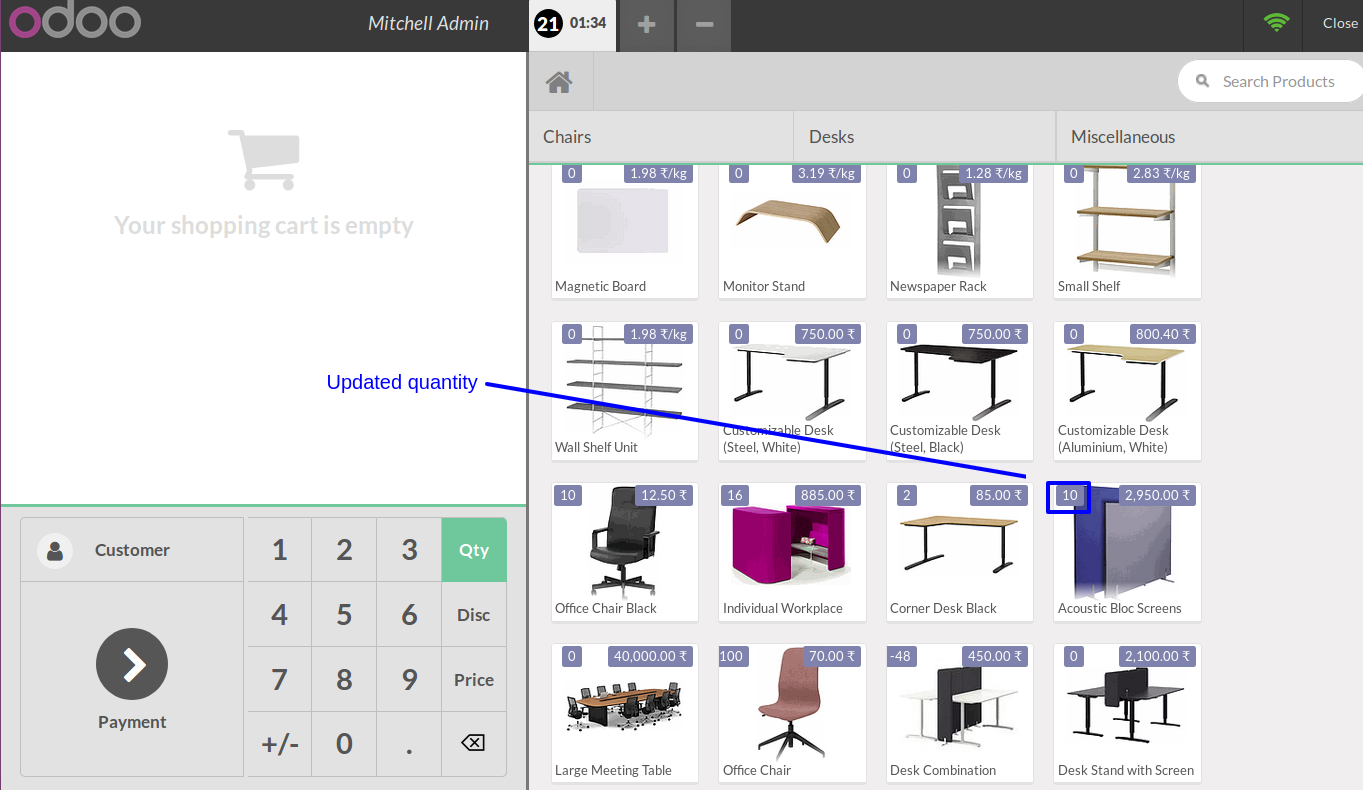 odoo
Mitchell Admin
21 01:34
+
−
Close
Search Products
Chairs
Desks
Miscellaneous
Your shopping cart is empty
0 1.98 ₹/kg
Magnetic Board
0 3.19 ₹/kg
Monitor Stand
0 1.28 ₹/kg
Newspaper Rack
0 2.83 ₹/kg
Small Shelf
0 1.98 ₹/kg
Wall Shelf Unit
0 750.00 ₹
Customizable Desk
(Steel, White)
0 750.00 ₹
Customizable Desk
(Steel, Black)
0 800.40 ₹
Customizable Desk
(Aluminium, White)
Updated quantity
10 12.50 ₹
Office Chair Black
16 885.00 ₹
Individual Workplace
2 85.00 ₹
Corner Desk Black
10 2,950.00 ₹
Acoustic Bloc Screens
0 40,000.00 ₹
Large Meeting Table
100 70.00 ₹
Office Chair
-48 450.00 ₹
Desk Combination
0 2,100.00 ₹
Desk Stand with Screen
Customer
Payment
1 2 3 Qty
4 5 6 Disc
7 8 9 Price
+/- 0 .